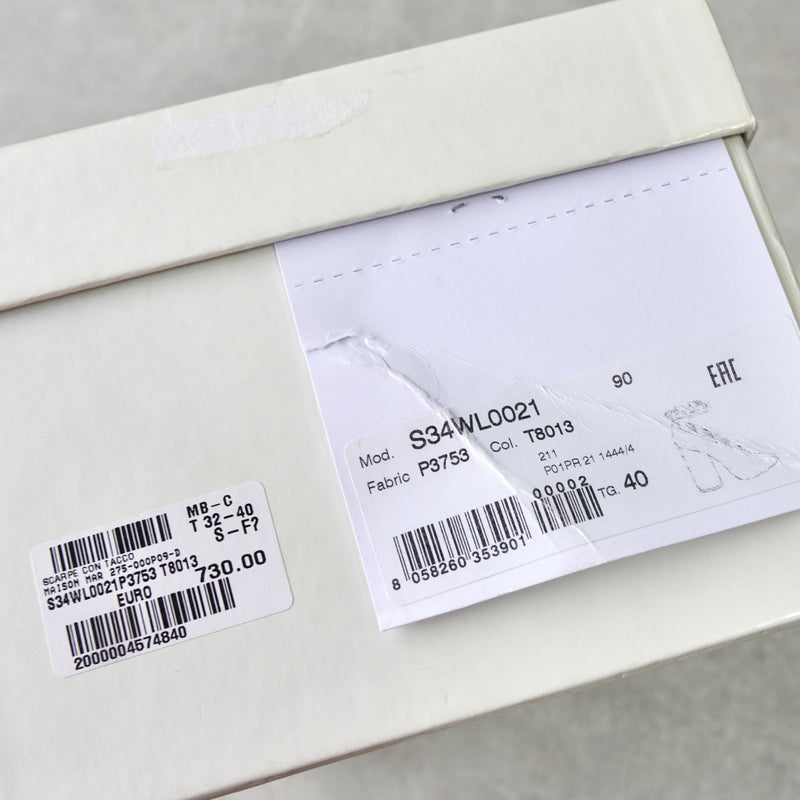 90
EAC
Mod. S34WL0021
Fabric P3753 Col. T8013
211
P01PR 21 1444/4
00002 TG. 40
8 058260 353901
MB-C
T 32-40
S-F?
SCARPE CON TACCO
MAISON MAR 275-000P09-D
S34WL0021P3753 T8013
EURO 730.00
2000004574840